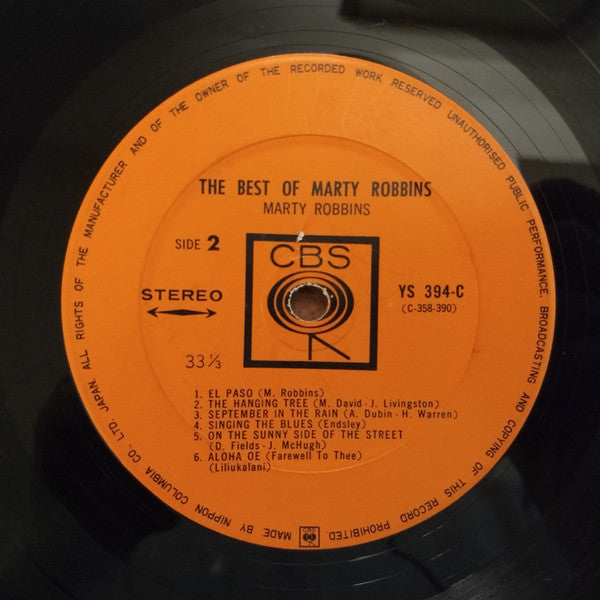 MADE BY NIPPON COLUMBIA CO., LTD. JAPAN. ALL RIGHTS OF THE MANUFACTURER AND OF THE OWNER OF THE RECORDED WORK RESERVED UNAUTHORISED PUBLIC PERFORMANCE, BROADCASTING AND COPYING OF THIS RECORD PROHIBITED
THE BEST OF MARTY ROBBINS
MARTY ROBBINS
SIDE 2
CBS
STEREO
YS 394-C
(C-358-390)
33 1/3
1. EL PASO (M. Robbins)
2. THE HANGING TREE (M. David-J. Livingston)
3. SEPTEMBER IN THE RAIN (A. Dubin-H. Warren)
4. SINGING THE BLUES (Endsley)
5. ON THE SUNNY SIDE OF THE STREET
(D. Fields-J. McHugh)
6. ALOHA OE (Farewell To Thee)
(Liliukalani)